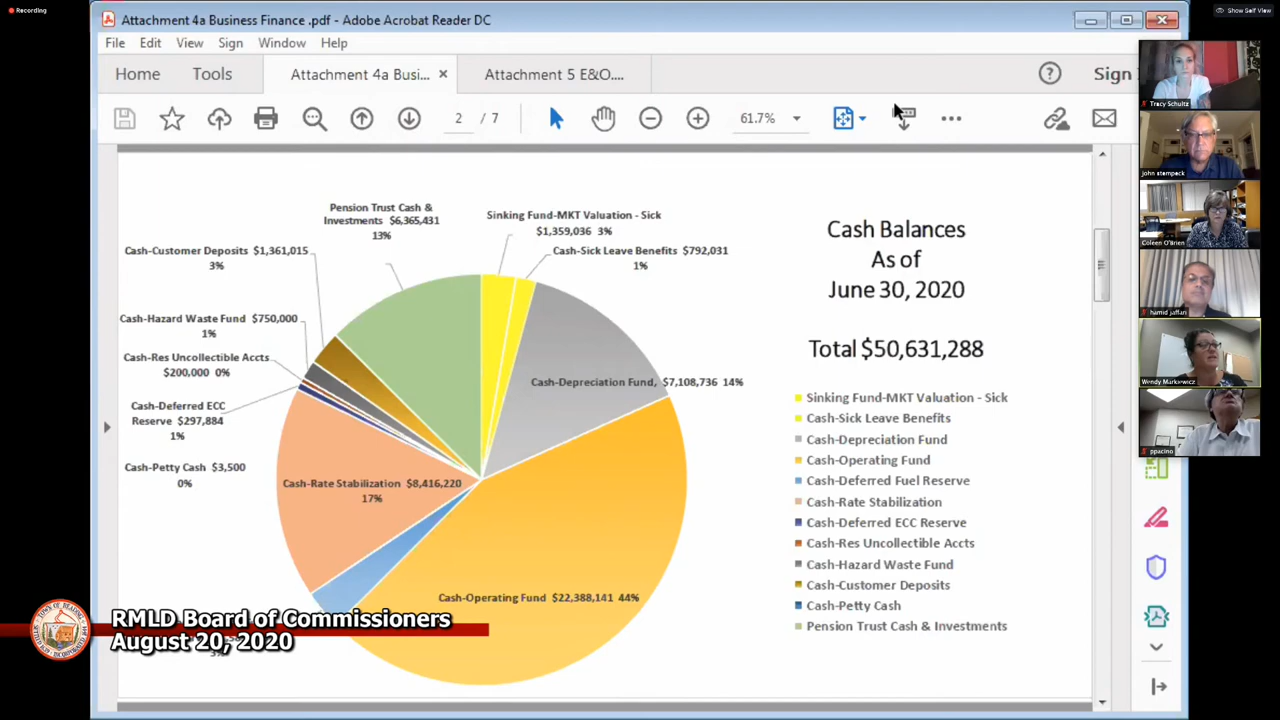 Recording
Show Self View
Attachment 4a Business Finance .pdf - Adobe Acrobat Reader DC
File Edit View Sign Window Help
Home Tools Attachment 4a Busi... × Attachment 5 E&O.... Sign
2 / 7 61.7%
Pension Trust Cash &
Investments $6,365,431
13%
Sinking Fund-MKT Valuation - Sick
$1,359,036 3%
Cash-Sick Leave Benefits $792,031
1%
Cash-Customer Deposits $1,361,015
3%
Cash-Hazard Waste Fund $750,000
1%
Cash-Res Uncollectible Accts
$200,000 0%
Cash-Deferred ECC
Reserve $297,884
1%
Cash-Petty Cash $3,500
0%
Cash-Rate Stabilization $8,416,220
17%
Cash-Depreciation Fund, $7,108,736 14%
Cash-Operating Fund $22,388,141 44%
Cash Balances
As of
June 30, 2020
Total $50,631,288
Sinking Fund-MKT Valuation - Sick
Cash-Sick Leave Benefits
Cash-Depreciation Fund
Cash-Operating Fund
Cash-Deferred Fuel Reserve
Cash-Rate Stabilization
Cash-Deferred ECC Reserve
Cash-Res Uncollectible Accts
Cash-Hazard Waste Fund
Cash-Customer Deposits
Cash-Petty Cash
Pension Trust Cash & Investments
Tracy Schultz
john stempeck
Coleen O'Brien
hamid jaffari
Wendy Markiewicz
ppacino
RMLD Board of Commissioners
August 20, 2020